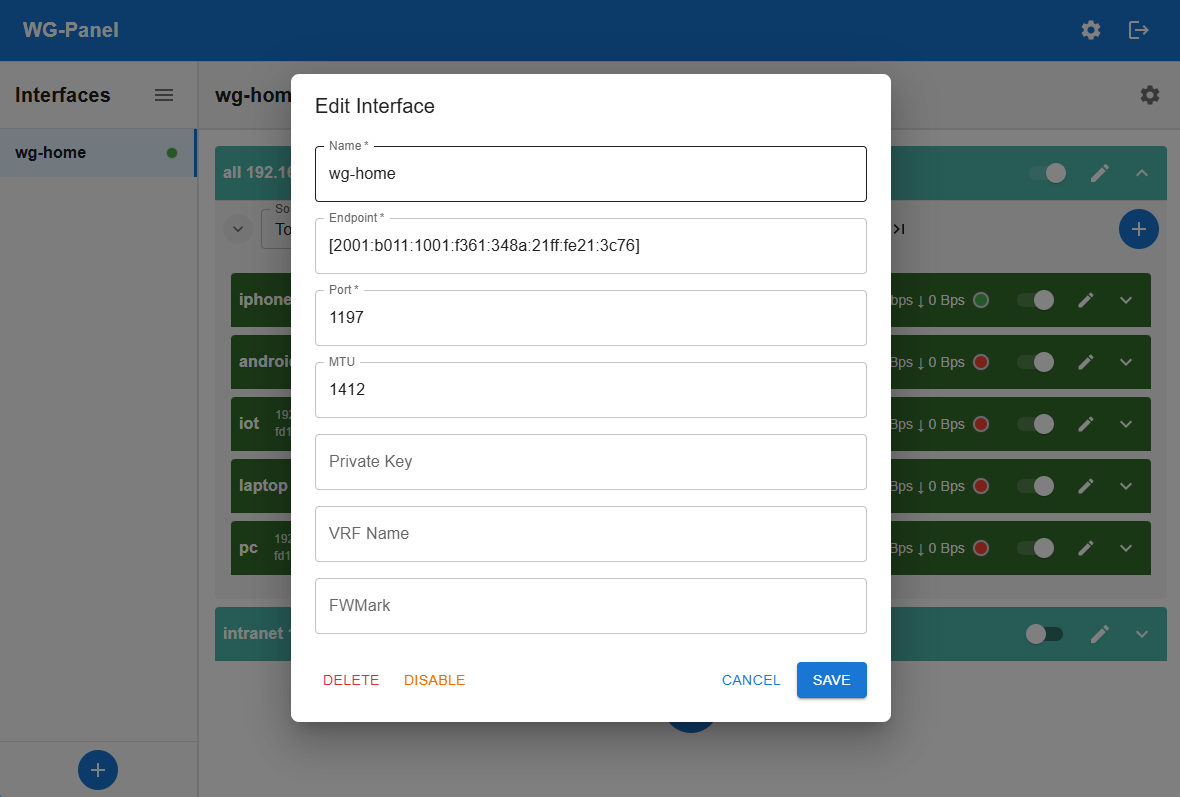 WG-Panel
Interfaces
wg-home
wg-hom
all 192.16
So
To
iphone
bps ↓ 0 Bps
androi
Bps ↓ 0 Bps
iot
192
fd1
Bps ↓ 0 Bps
laptop
Bps ↓ 0 Bps
pc
192
fd1
Bps ↓ 0 Bps
intranet
Edit Interface
Name *
wg-home
Endpoint *
[2001:b011:1001:f361:348a:21ff:fe21:3c76]
Port *
1197
MTU
1412
Private Key
VRF Name
FWMark
DELETE
DISABLE
CANCEL
SAVE